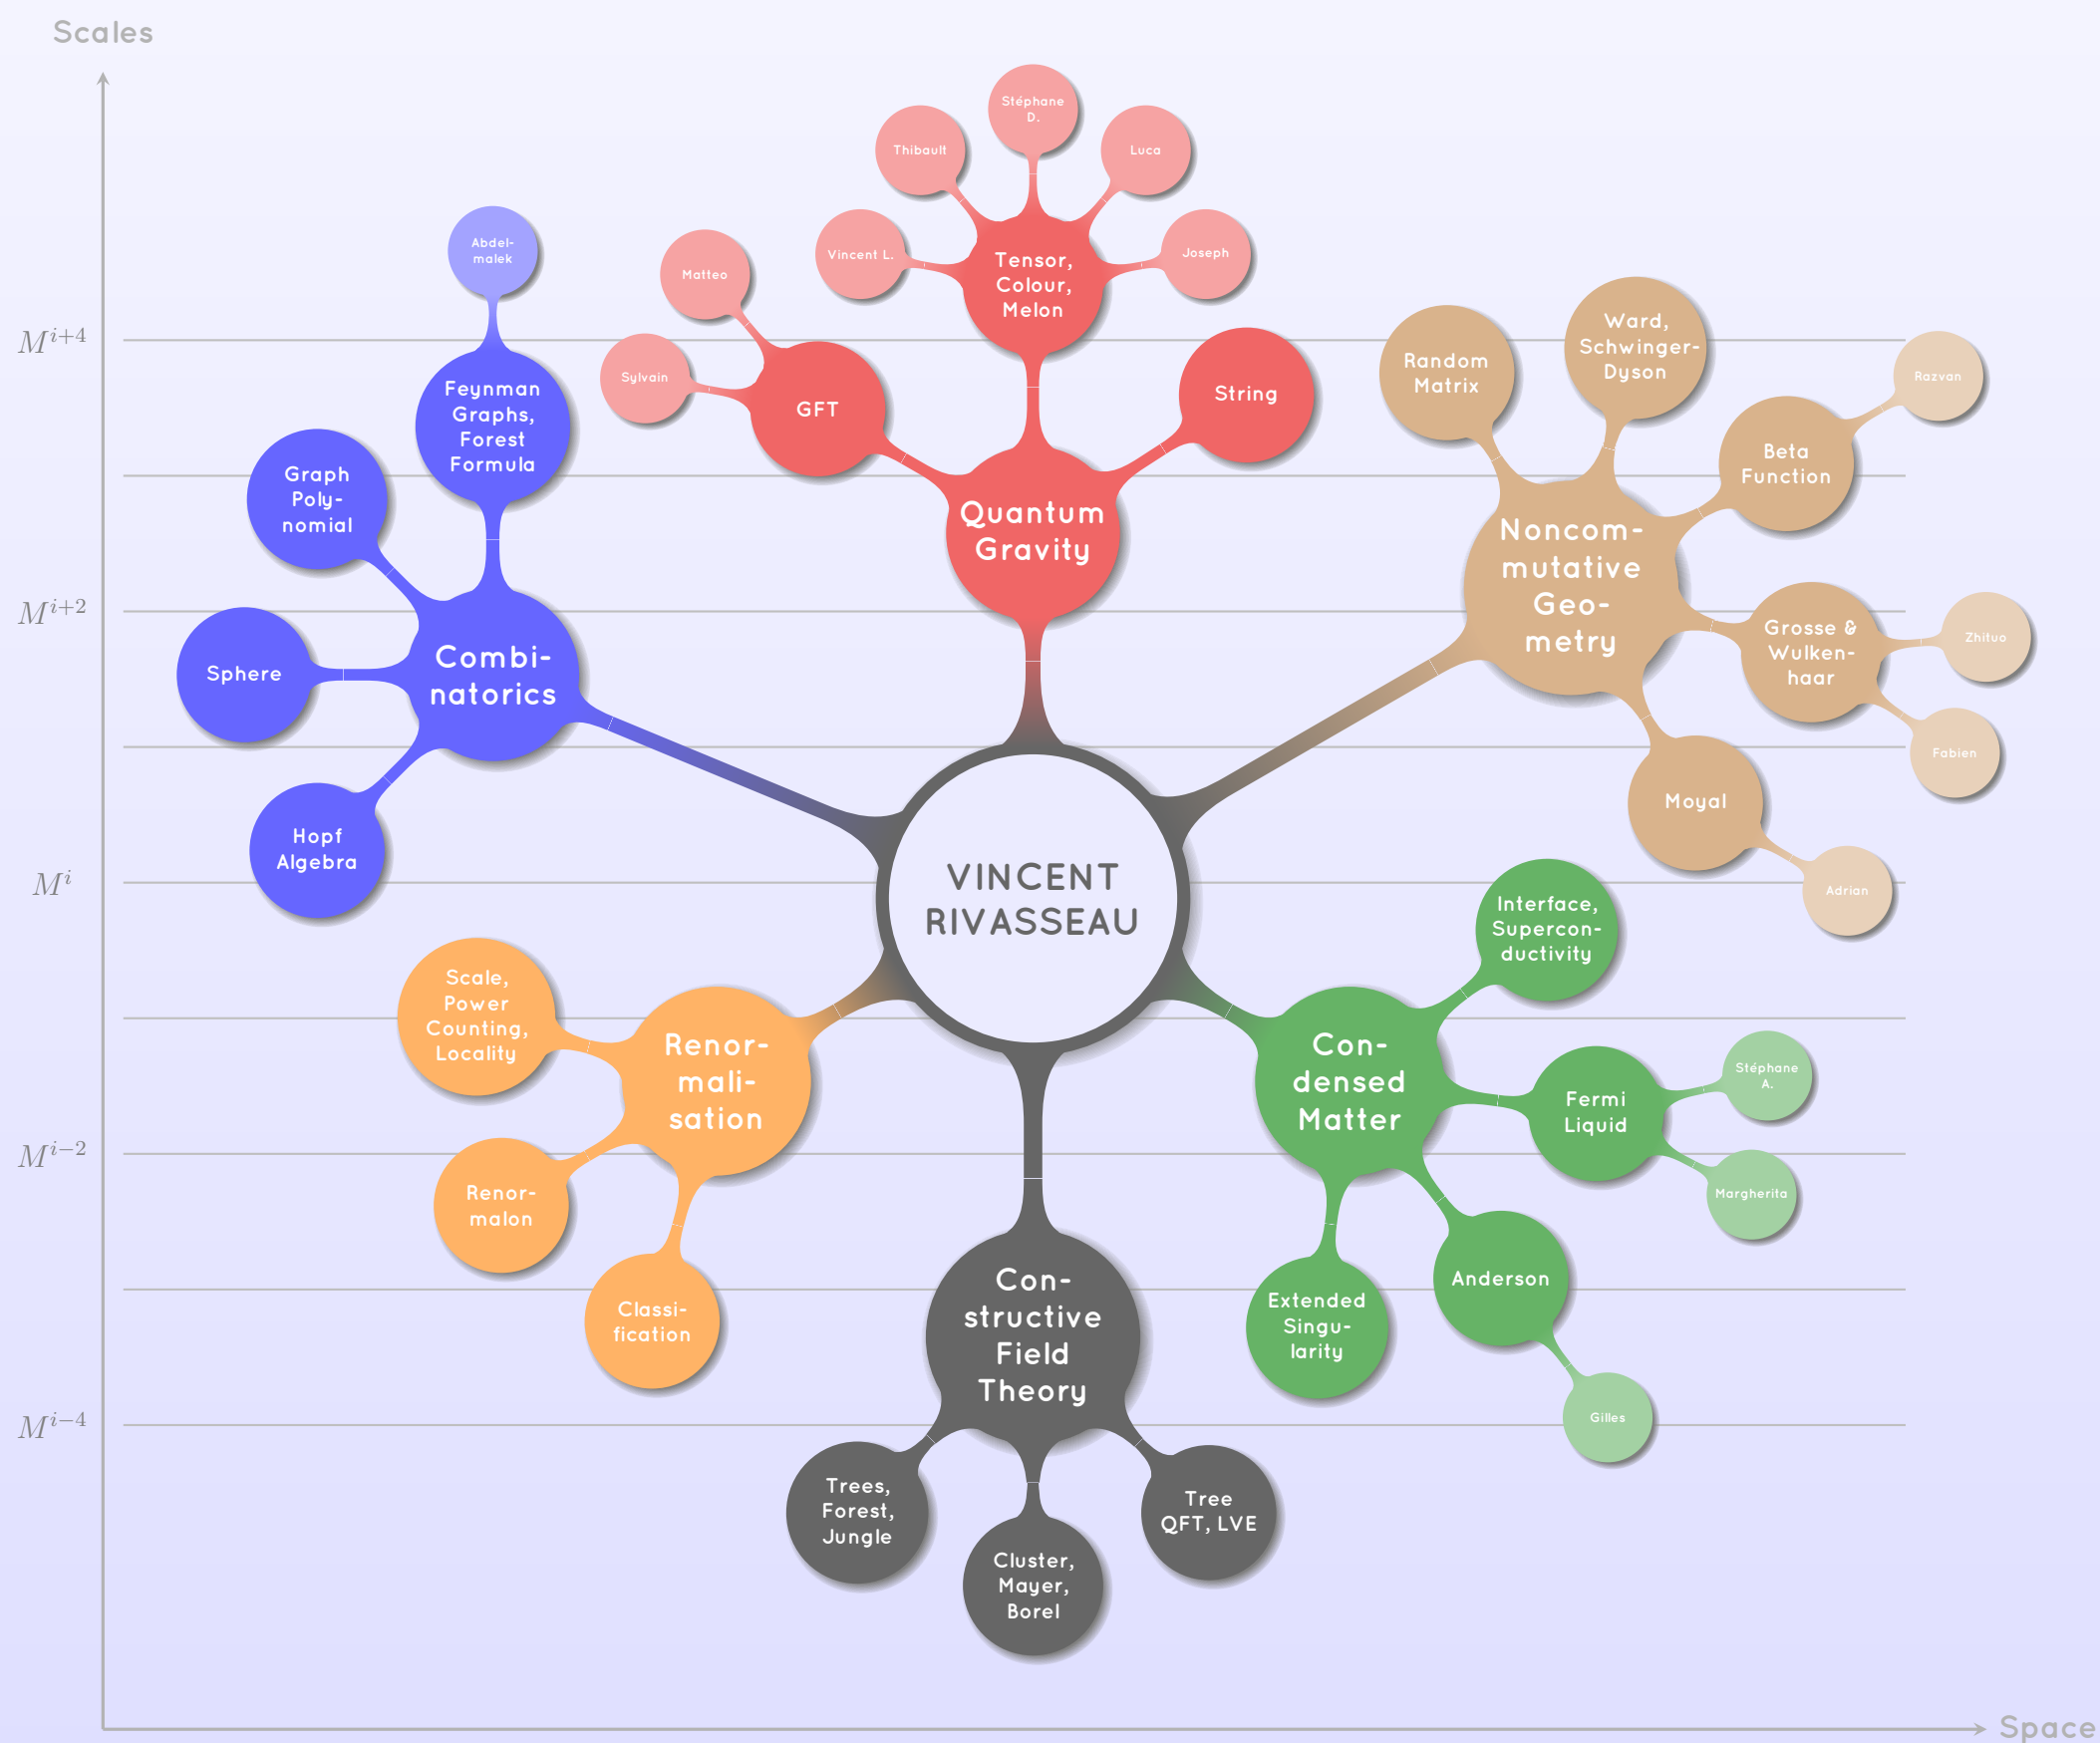 Scales
M^{i+4}
M^{i+2}
M^{i}
M^{i-2}
M^{i-4}
Space
VINCENT
RIVASSEAU
Quantum
Gravity
Tensor,
Colour,
Melon
Vincent L.
Thibault
Stéphane
D.
Luca
Joseph
GFT
Matteo
Sylvain
String
Combi-
natorics
Feynman
Graphs,
Forest
Formula
Abdel-
malek
Graph
Poly-
nomial
Sphere
Hopf
Algebra
Noncom-
mutative
Geo-
metry
Random
Matrix
Ward,
Schwinger-
Dyson
Beta
Function
Razvan
Grosse &
Wulken-
haar
Zhituo
Fabien
Moyal
Adrian
Renor-
mali-
sation
Scale,
Power
Counting,
Locality
Renor-
malon
Classi-
fication
Con-
structive
Field
Theory
Trees,
Forest,
Jungle
Cluster,
Mayer,
Borel
Tree
QFT, LVE
Con-
densed
Matter
Interface,
Supercon-
ductivity
Fermi
Liquid
Stéphane
A.
Margherita
Anderson
Gilles
Extended
Singu-
larity